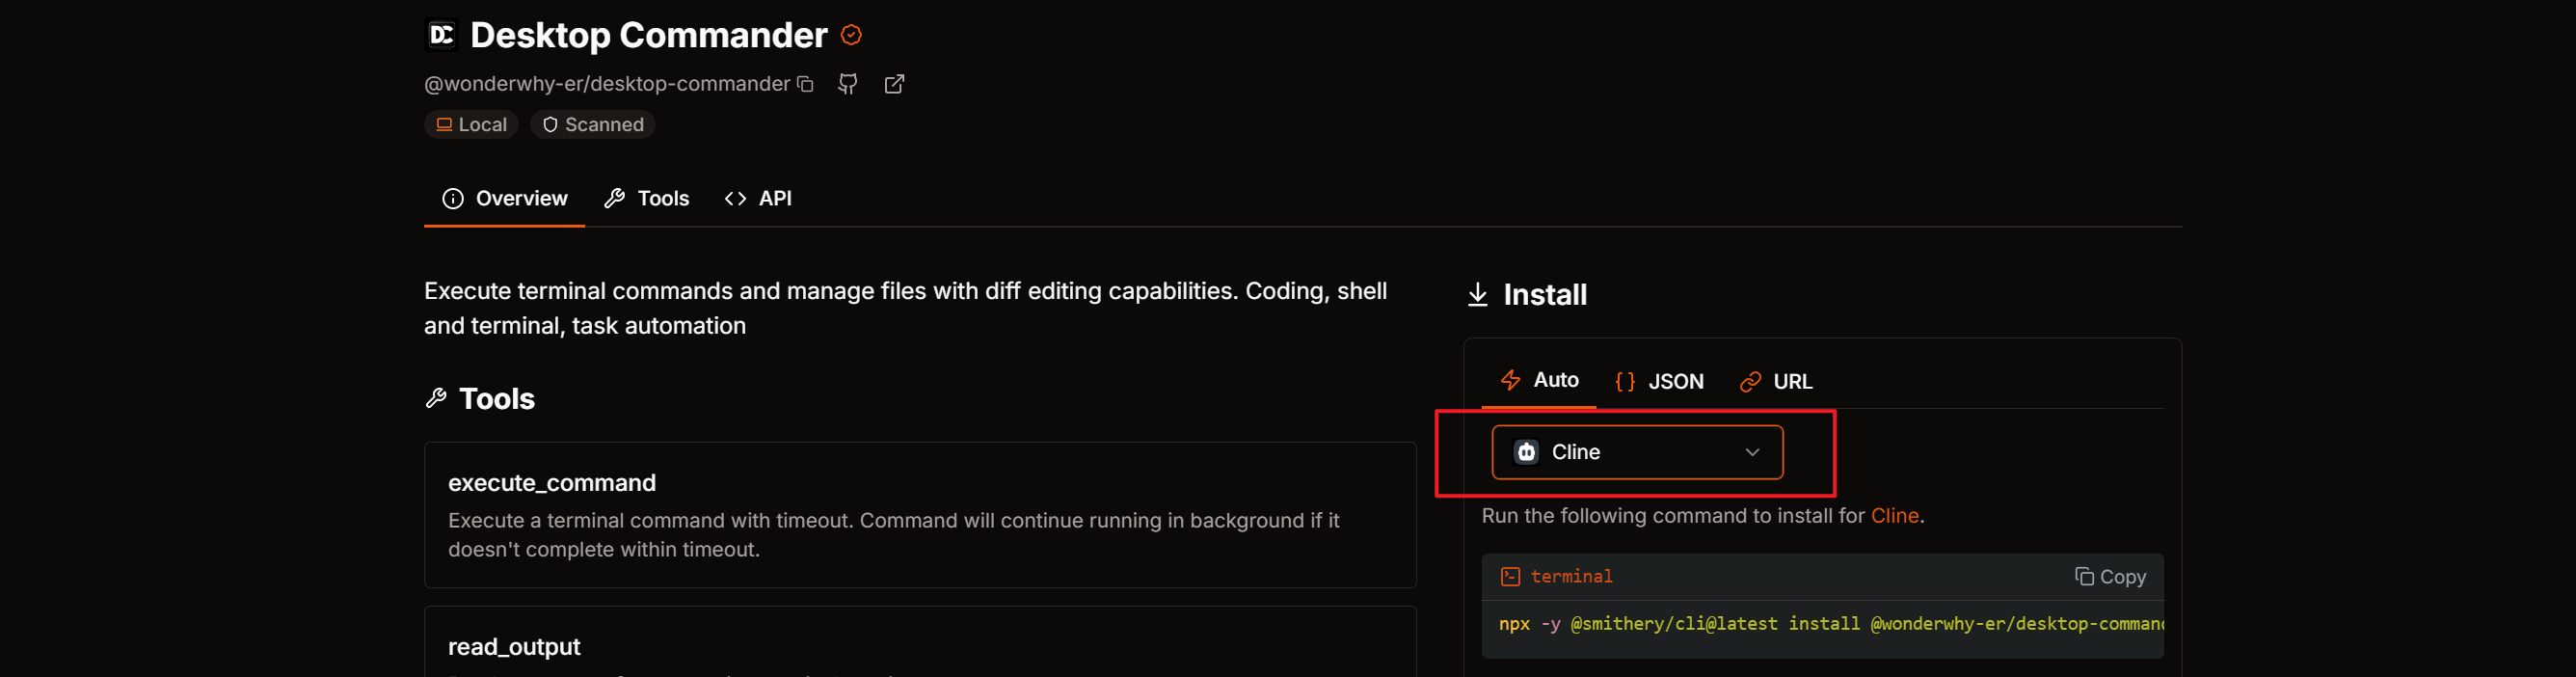 DC Desktop Commander
@wonderwhy-er/desktop-commander
Local Scanned
Overview Tools API
Execute terminal commands and manage files with diff editing capabilities. Coding, shell
and terminal, task automation
Tools
execute_command
Execute a terminal command with timeout. Command will continue running in background if it
doesn't complete within timeout.
read_output
Install
Auto {} JSON URL
Cline
Run the following command to install for Cline.
terminal Copy
npx -y @smithery/cli@latest install @wonderwhy-er/desktop-comman